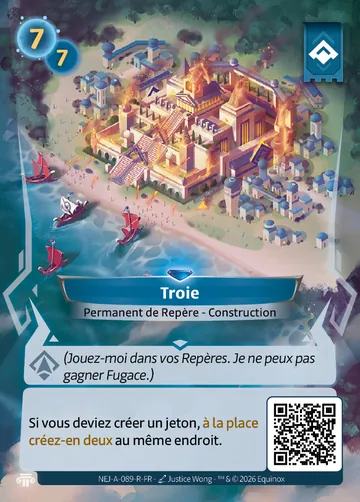 7
7
Troie
Permanent de Repère - Construction
(Jouez-moi dans vos Repères. Je ne peux pas
gagner Fugace.)
Si vous deviez créer un jeton, à la place
créez-en deux au même endroit.
NEJ-A-089-R-FR - Justice Wong - ™ & © 2026 Equinox